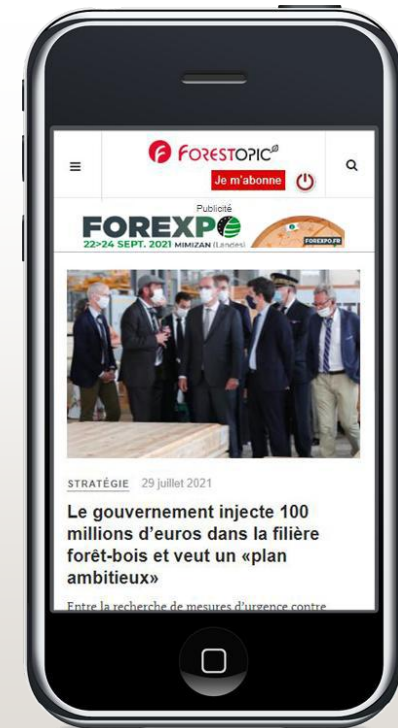 FORESTOPIC
Je m'abonne
Publicité
FOREXPO
22>24 SEPT. 2021 MIMIZAN (Landes)
FOREXPO.FR
STRATÉGIE 29 juillet 2021
Le gouvernement injecte 100
millions d’euros dans la filière
forêt-bois et veut un «plan
ambitieux»
Entre la recherche de mesures d’urgence contre